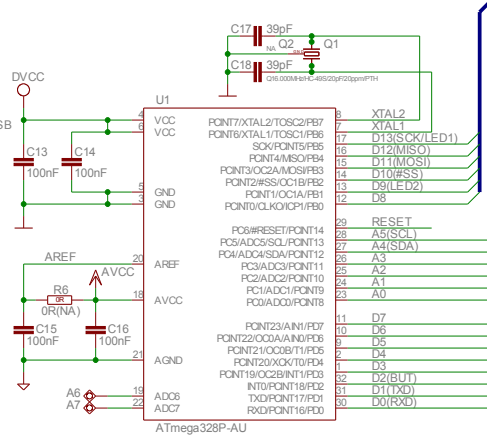 C17 39pF
NA Q2 Q1
C18 39pF
Q16.000MHz/HC-49S/20pF/20ppm/PTH
DVCC
U1
SB
C13 C14
100nF 100nF
4 VCC
6 VCC
5 GND
3 GND
AREF 20 AREF
AVCC
R6
0R
0R(NA)
18 AVCC
C15 C16
100nF 100nF
21 AGND
A6 19 ADC6
A7 22 ADC7
PCINT7/XTAL2/TOSC2/PB7 8 XTAL2
PCINT6/XTAL1/TOSC1/PB6 7 XTAL1
SCK/PCINT5/PB5 17 D13(SCK/LED1)
PCINT4/MISO/PB4 16 D12(MISO)
PCINT3/OC2A/MOSI/PB3 15 D11(MOSI)
PCINT2/#SS/OC1B/PB2 14 D10(#SS)
PCINT1/OC1A/PB1 13 D9(LED2)
PCINT0/CLKO/ICP1/PB0 12 D8
PC6/#RESET/PCINT14 29 RESET
PC5/ADC5/SCL/PCINT13 28 A5(SCL)
PC4/ADC4/SDA/PCINT12 27 A4(SDA)
PC3/ADC3/PCINT11 26 A3
PC2/ADC2/PCINT10 25 A2
PC1/ADC1/PCINT9 24 A1
PC0/ADC0/PCINT8 23 A0
PCINT23/AIN1/PD7 11 D7
PCINT22/OC0A/AIN0/PD6 10 D6
PCINT21/OC0B/T1/PD5 9 D5
PCINT20/XCK/T0/PD4 2 D4
PCINT19/OC2B/INT1/PD3 1 D3
INT0/PCINT18/PD2 32 D2(BUT)
TXD/PCINT17/PD1 31 D1(TXD)
RXD/PCINT16/PD0 30 D0(RXD)
ATmega328P-AU